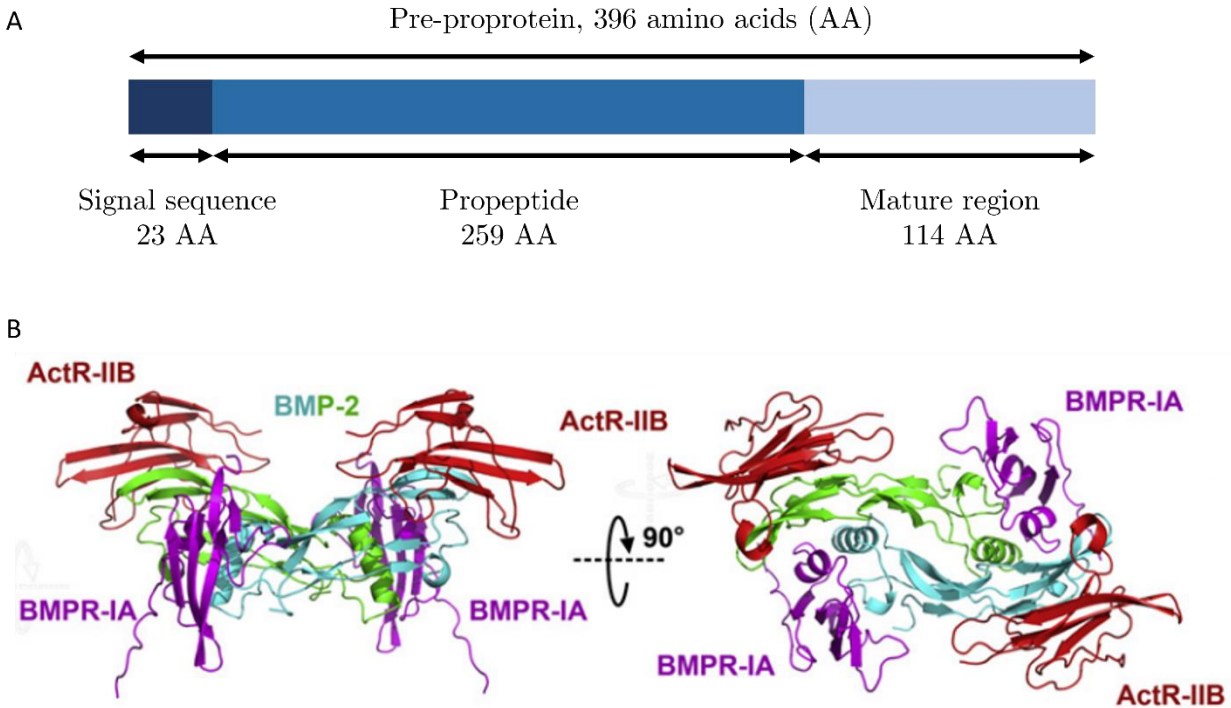 A
Pre-proprotein, 396 amino acids (AA)
Signal sequence
23 AA
Propeptide
259 AA
Mature region
114 AA
B
ActR-IIB
BMP-2
BMPR-IA
BMPR-IA
90°
ActR-IIB
BMPR-IA
BMPR-IA
ActR-IIB